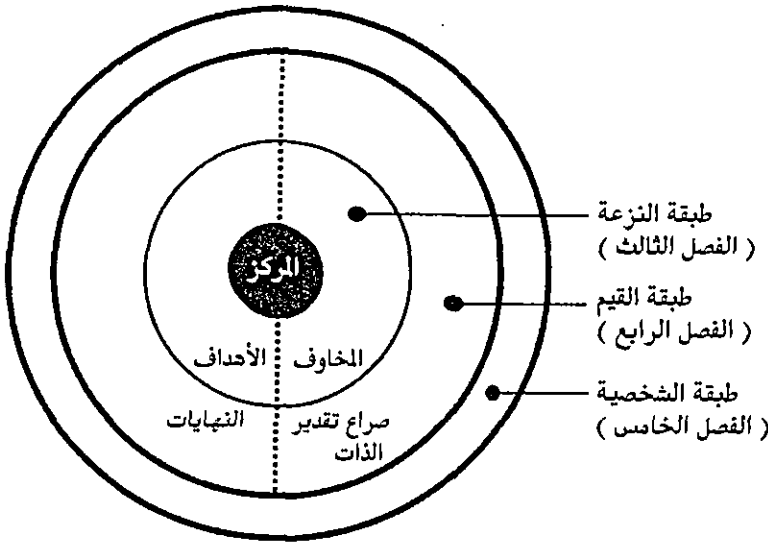 طبقة النزعة
( الفصل الثالث )
طبقة القيم
( الفصل الرابع )
طبقة الشخصية
( الفصل الخامس )
المركز
المخاوف
الأهداف
صراع تقدير
الذات
النهايات